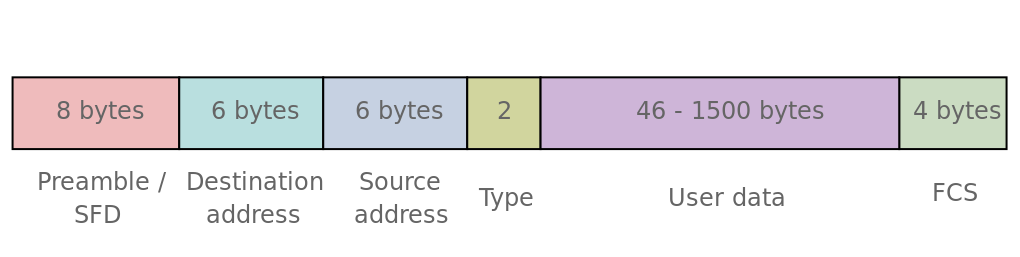 8 bytes
6 bytes
6 bytes
2
46 - 1500 bytes
4 bytes
Preamble /
SFD
Destination
address
Source
address
Type
User data
FCS